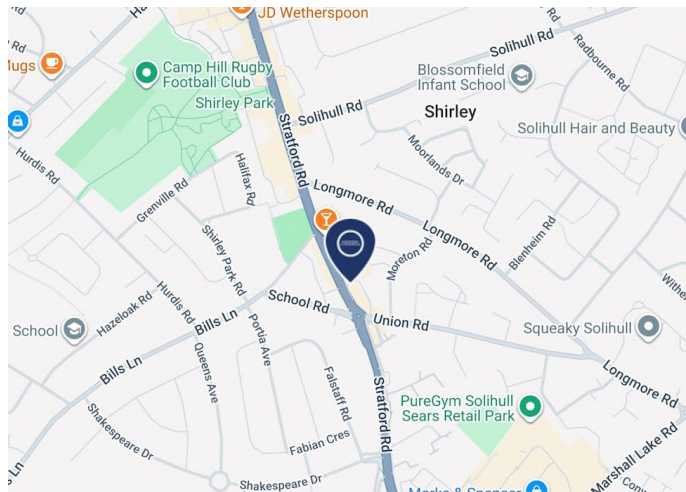 JD Wetherspoon
Ha
Mugs
Camp Hill Rugby
Football Club
Shirley Park
Solihull Rd
Radbourne Rd
Blossomfield
Infant School
Solihull Rd
Shirley
Stratford Rd
Solihull Hair and Beauty
Hurdis Rd
Halifax Rd
Moorlands Dr
Grenville Rd
Longmore Rd
Longmore Rd
Blenheim Rd
Shirley Park Rd
Moreton Rd
Withe
Hazeloak Rd
Hurdis Rd
School Rd
School
Bills Ln
Portia Ave
Union Rd
Squeaky Solihull
Queens Ave
Bills Ln
Falstaff Rd
Stratford Rd
Longmore Rd
PureGym Solihull
Sears Retail Park
Shakespeare Dr
Fabian Cres
Marshall Lake Rd
s Ln
Shakespeare Dr
Marks & Spencer
Conw